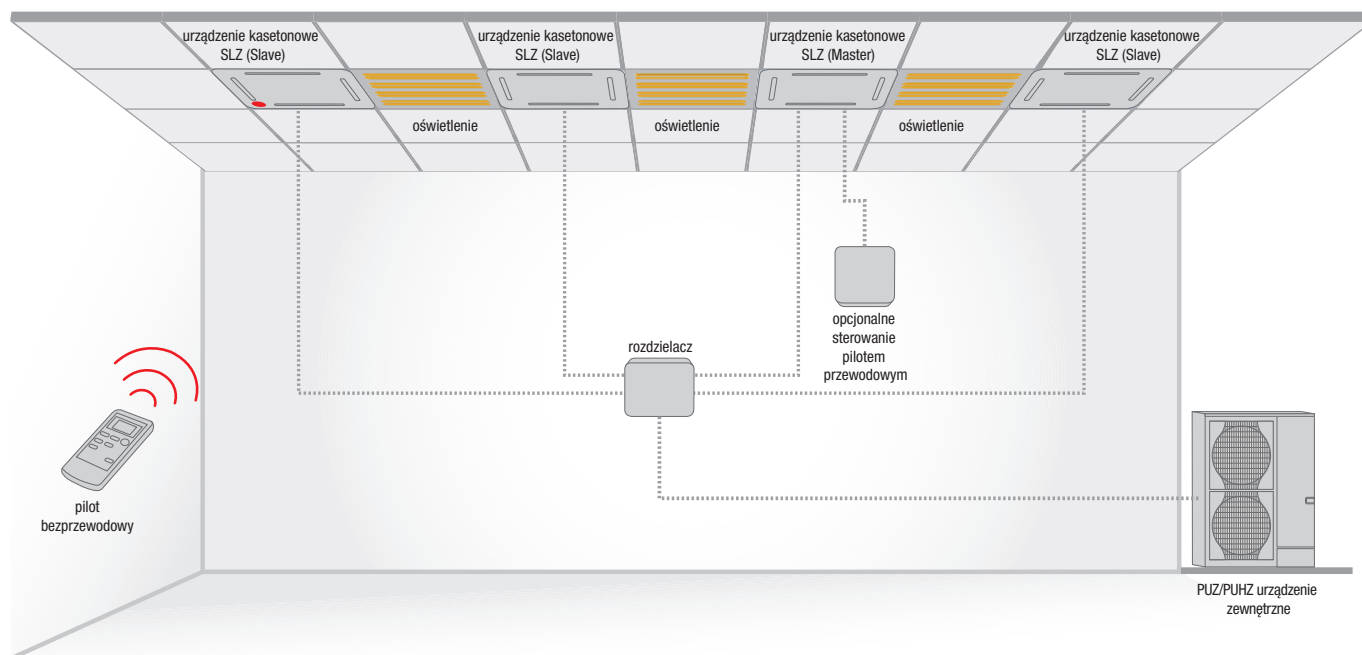 urządzenie kasetonowe
SLZ (Slave)
urządzenie kasetonowe
SLZ (Slave)
urządzenie kasetonowe
SLZ (Master)
urządzenie kasetonowe
SLZ (Slave)
oświetlenie
oświetlenie
oświetlenie
opcjonalne
sterowanie
pilotem
przewodowym
rozdzielacz
pilot
bezprzewodowy
PUZ/PUHZ urządzenie
zewnętrzne